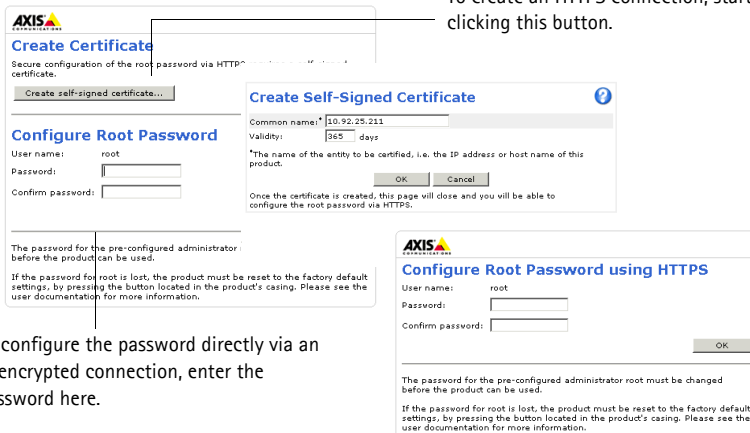 To create an HTTPS connection, start
clicking this button.
AXIS
COMMUNICATIONS
Create Certificate
Secure configuration of the root password via HTTPS
certificate.
Create self-signed certificate...
Configure Root Password
User name: root
Password:
Confirm password:
The password for the pre-configured administrator
before the product can be used.
If the password for root is lost, the product must be reset to the factory default
settings, by pressing the button located in the product's casing. Please see the
user documentation for more information.
Create Self-Signed Certificate
?
Common name:* 10.92.25.211
Validity: 365 days
*The name of the entity to be certified, i.e. the IP address or host name of this
product.
OK Cancel
Once the certificate is created, this page will close and you will be able to
configure the root password via HTTPS.
configure the password directly via an
encrypted connection, enter the
ssword here.
AXIS
COMMUNICATIONS
Configure Root Password using HTTPS
User name: root
Password:
Confirm password:
OK
The password for the pre-configured administrator root must be changed
before the product can be used.
If the password for root is lost, the product must be reset to the factory default
settings, by pressing the button located in the product's casing. Please see the
user documentation for more information.